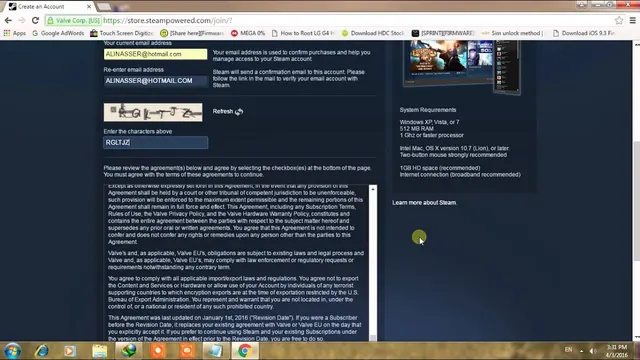 Create an Account
Valve Corp. [US] https://store.steampowered.com/join/?
Apps Google AdWords Touch Screen Digitizer [Share here][Firmware] MEGA 0% How to Root LG G4 Download HDC Stock [SPRINT][FIRMWARE] Sim unlock method | Download iOS 9.3 Fi
Your current email address
ALINASSER@hotmail.com
Your email address is used to confirm purchases and help you
manage access to your Steam account
Re-enter email address
ALINASSER@HOTMAIL.COM
Steam will send a confirmation email to this account. Please
follow the link in the mail to verify your email account with
Steam.
Refresh
Enter the characters above
RGLTJZ
Please review the agreement(s) below and agree by selecting the checkbox(es) at the bottom of the page.
You must agree with the terms of these agreements to continue.
Except as otherwise expressly set forth in this Agreement, in the event that any provision of this
Agreement shall be held by a court or other tribunal of competent jurisdiction to be unenforceable,
such provision will be enforced to the maximum extent permissible and the remaining portions of this
Agreement shall remain in full force and effect. This Agreement, including any Subscription Terms,
Rules of Use, the Valve Privacy Policy, and the Valve Hardware Warranty Policy, constitutes and
contains the entire agreement between the parties with respect to the subject matter hereof and
supersedes any prior oral or written agreements. You agree that this Agreement is not intended to
confer and does not confer any rights or remedies upon any person other than the parties to this
Agreement.
Valve's and, as applicable, Valve EU's, obligations are subject to existing laws and legal process and
Valve and, as applicable, Valve EU's, may comply with law enforcement or regulatory requests or
requirements notwithstanding any contrary term.
You agree to comply with all applicable import/export laws and regulations. You agree not to export
the Content and Services or Hardware or allow use of your Account by individuals of any terrorist
supporting countries to which encryption exports are at the time of exportation restricted by the U.S.
Bureau of Export Administration. You represent and warrant that you are not located in, under the
control of, or a national or resident of any such prohibited country.
This Agreement was last updated on January 1st, 2016 ("Revision Date"). If you were a Subscriber
before the Revision Date, it replaces your existing agreement with Valve or Valve EU on the day that
you explicitly accept it. If you prefer to continue using Steam and your existing Subscriptions under
the version of the Agreement in effect prior to the Revision Date, you are free to do so.
System Requirements
Windows XP, Vista, or 7
512 MB RAM
1 Ghz or faster processor
Intel Mac, OS X version 10.7 (Lion), or later
Two-button mouse strongly recommended
1GB HD space (recommended)
Internet connection (broadband recommended)
Learn more about Steam.
EN
3:31 PM
4/3/2016